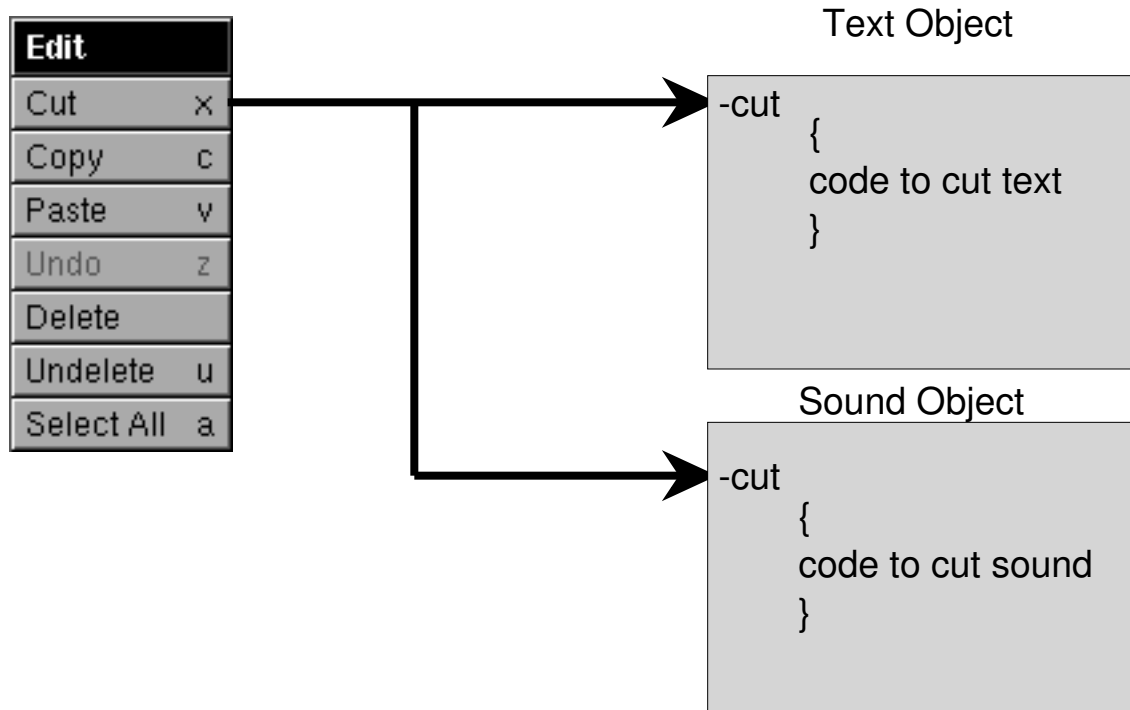 Edit
Cut x
Copy c
Paste v
Undo z
Delete
Undelete u
Select All a
Text Object
-cut
{
code to cut text
}
Sound Object
-cut
{
code to cut sound
}